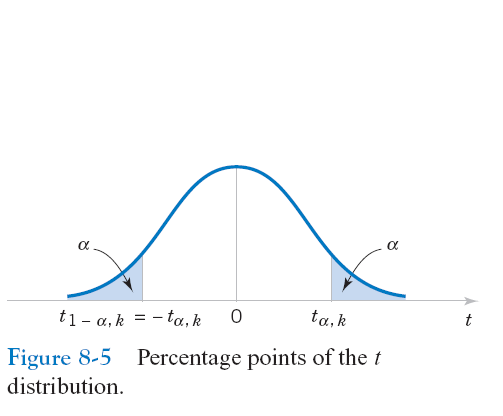 α
α
t1 − α, k = − tα, k 0 tα, k t
Figure 8-5 Percentage points of the t
distribution.